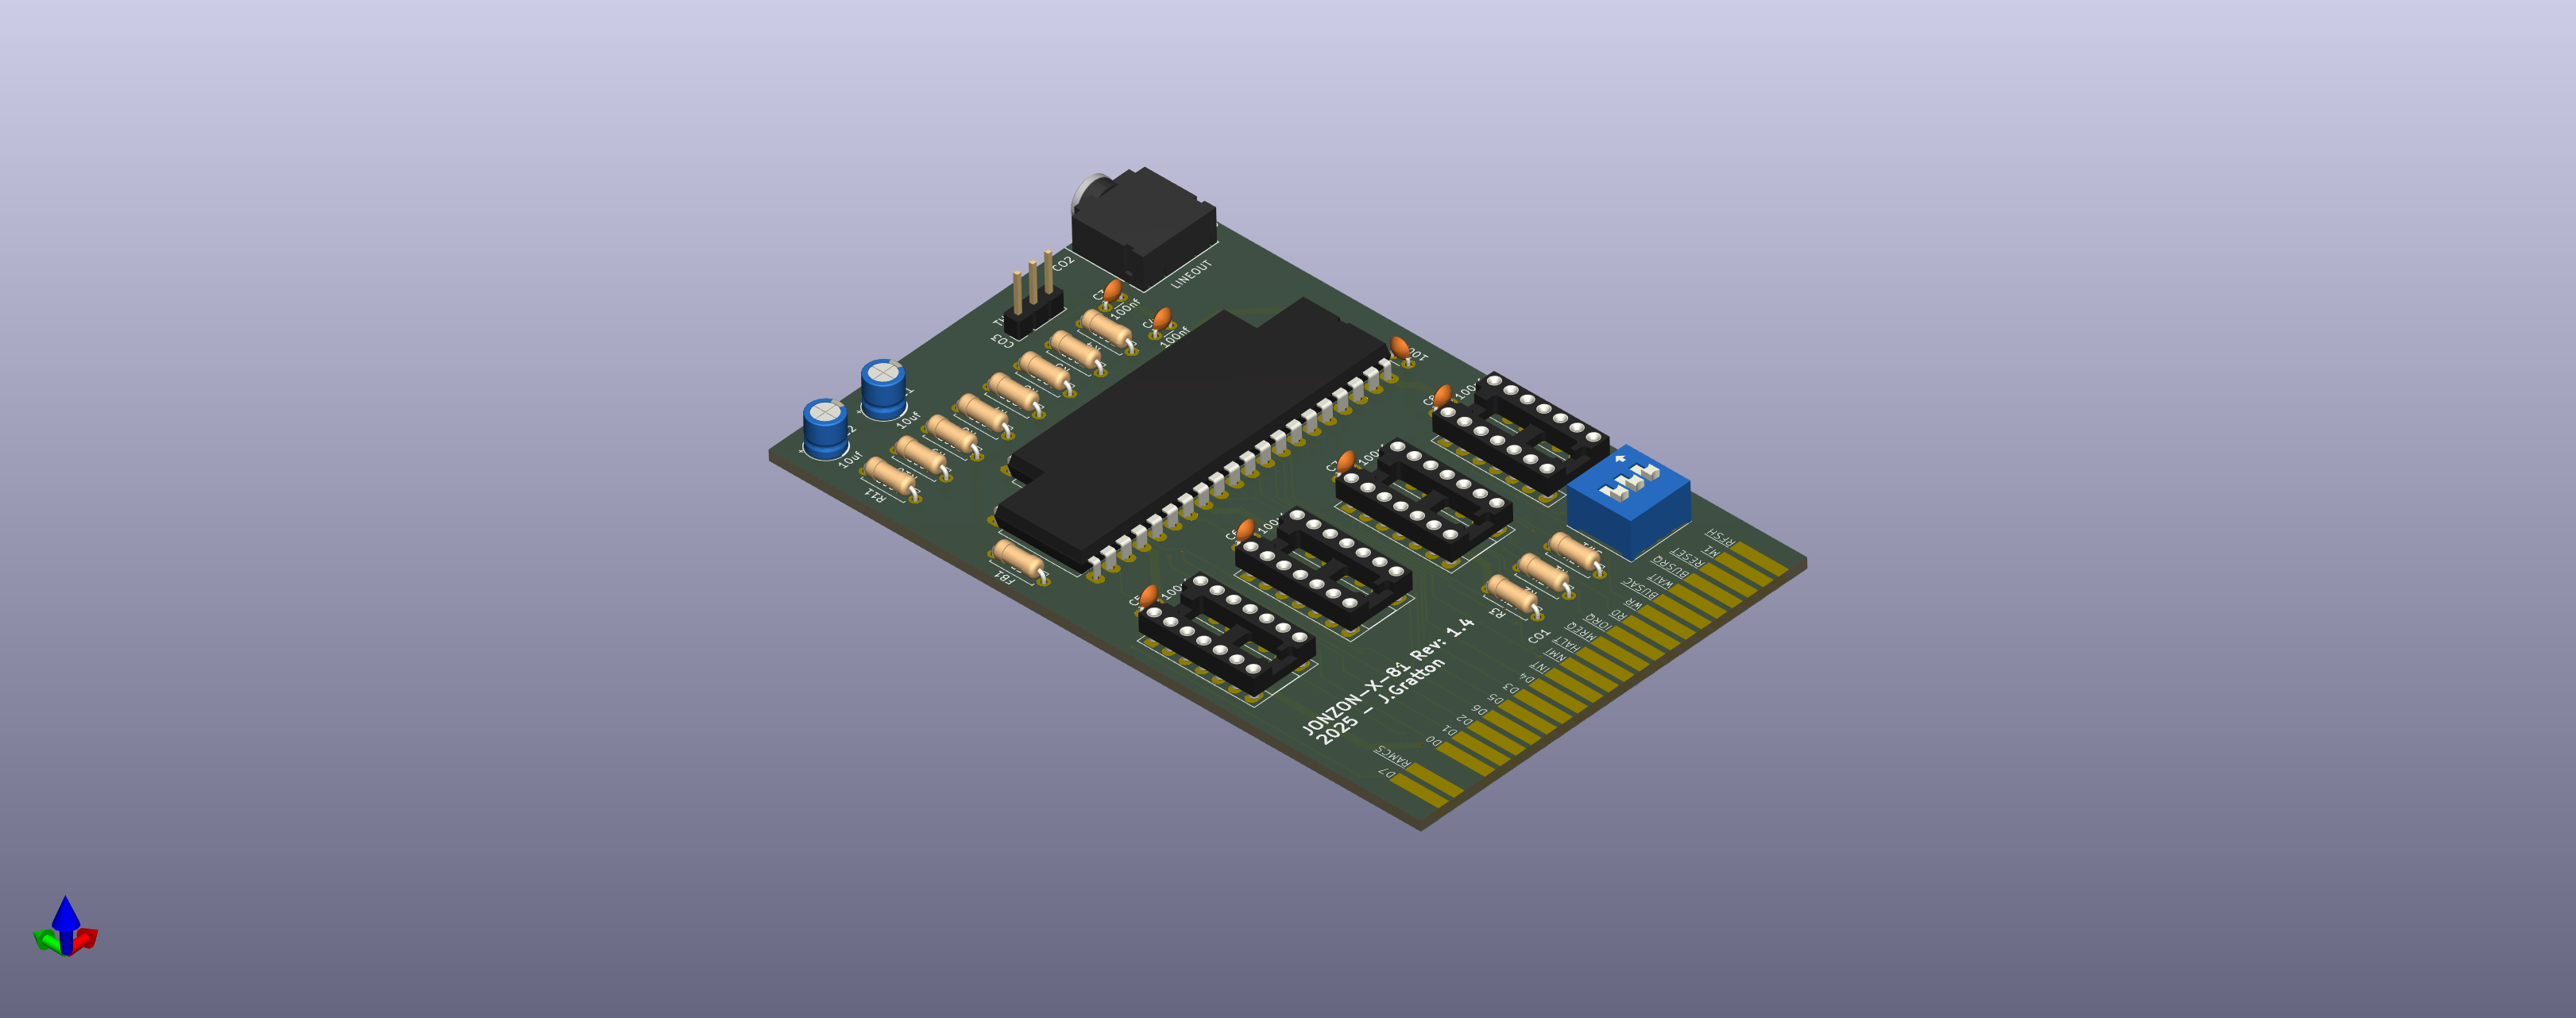 CO2
LINEOUT
CO3
100nf
100nf
10uf
10uf
R11
FB1
R3
CO1
JONZON-X-81 Rev: 1.4
2025 - J.Gratton
RFSH
M1
RESET
BUSRQ
WAIT
BUSAC
WR
RD
IORQ
MREQ
HALT
NMI
INT
D4
D3
D5
D6
D2
D1
D0
RAMCS
D7